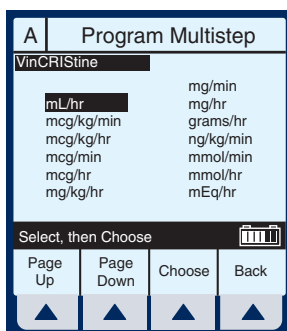 A Program Multistep
VinCRIStine
mL/hr
mcg/kg/min
mcg/kg/hr
mcg/min
mcg/hr
mg/kg/hr
mg/min
mg/hr
grams/hr
ng/kg/min
mmol/min
mmol/hr
mEq/hr
Select, then Choose
Page Up
Page Down
Choose
Back